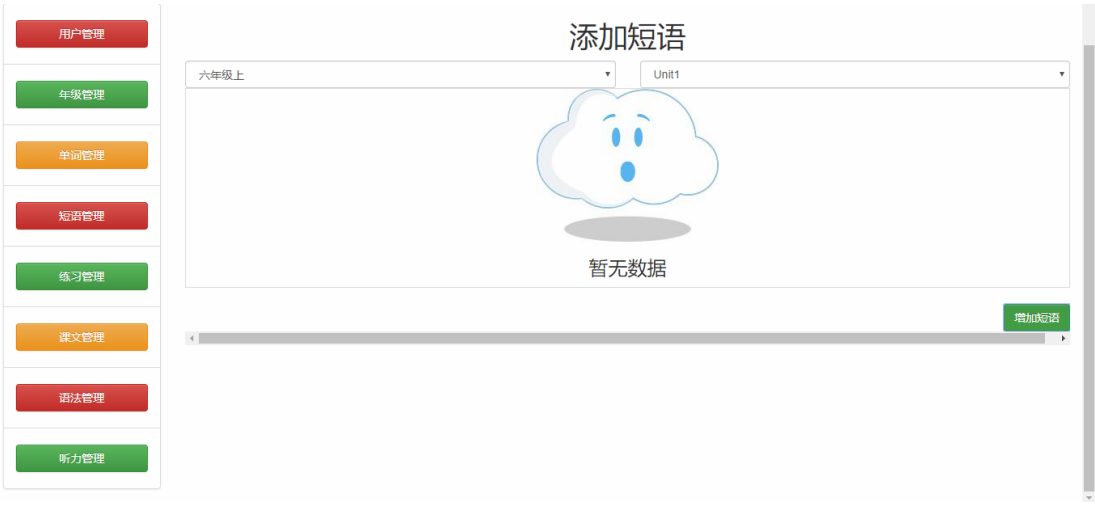 用户管理
年级管理
单词管理
短语管理
练习管理
课文管理
语法管理
听力管理
添加短语
六年级上
Unit1
暂无数据
增加短语